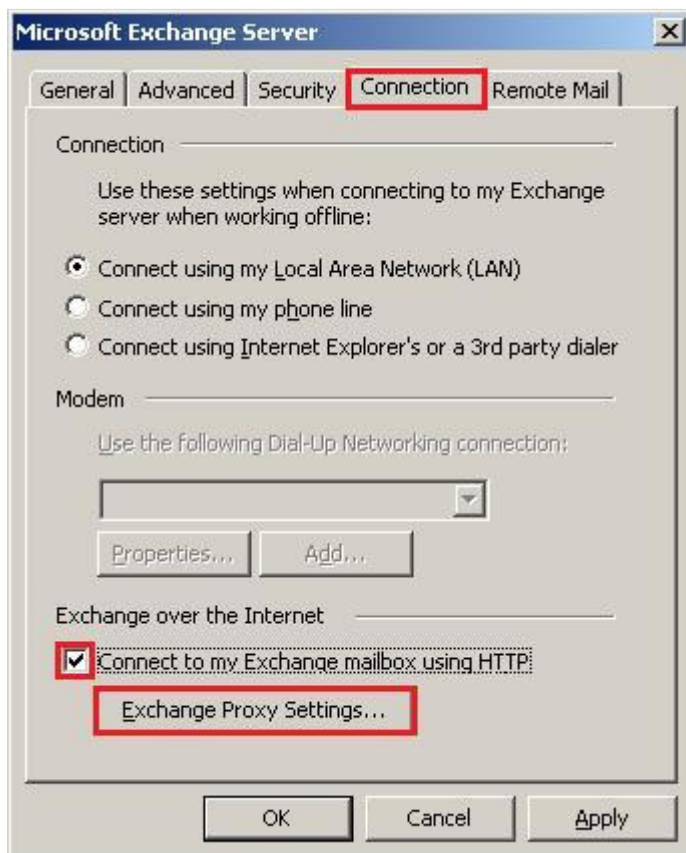 Microsoft Exchange Server
General Advanced Security Connection Remote Mail
Connection
Use these settings when connecting to my Exchange
server when working offline:
Connect using my Local Area Network (LAN)
Connect using my phone line
Connect using Internet Explorer's or a 3rd party dialer
Modem
Use the following Dial-Up Networking connection:
Properties... Add...
Exchange over the Internet
Connect to my Exchange mailbox using HTTP
Exchange Proxy Settings...
OK Cancel Apply